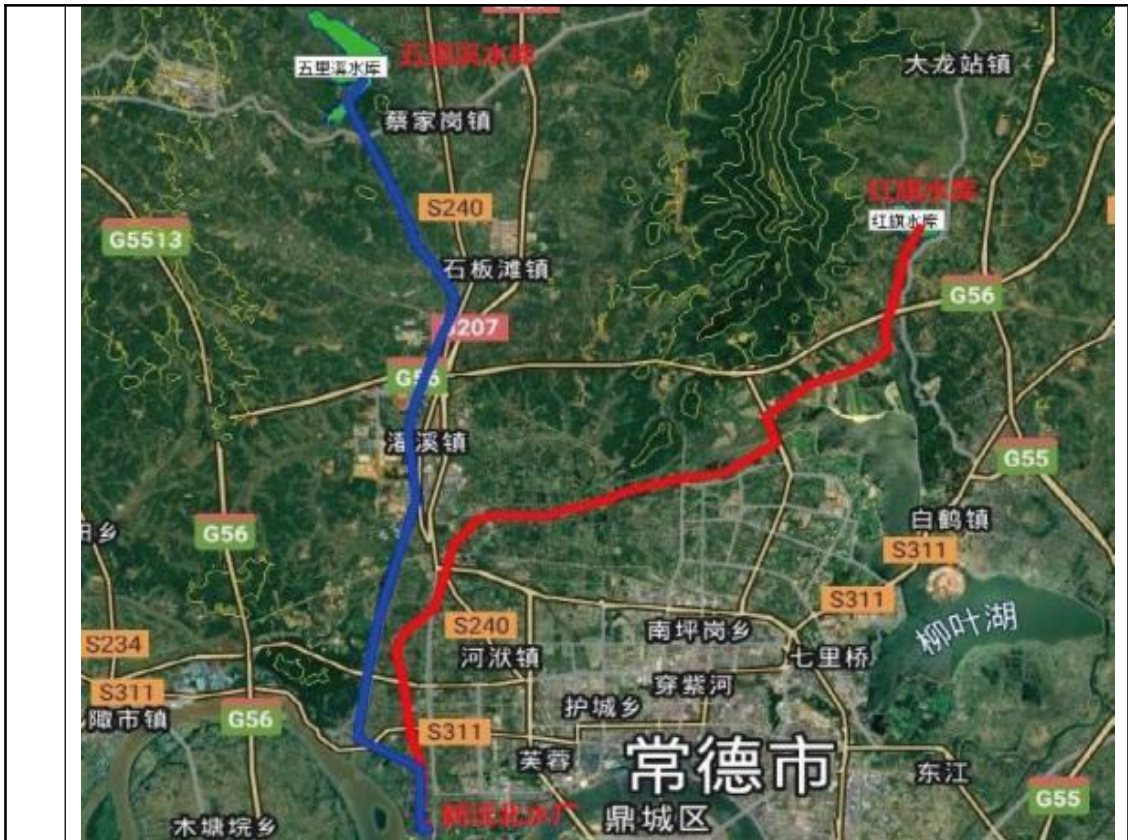 五里溪水库
五里溪水库
大龙站镇
蔡家岗镇
红旗水库
红旗水库
S240
G5513
石板滩镇
G56
G207
G56
灌溪镇
G55
白鹤镇
G56
S311
S311
柳叶湖
S234
S240
南坪岗乡
七里桥
河洑镇
穿紫河
S311
陬市镇
G56
护城乡
S311
芙蓉
常德市
东江
G55
木塘垸乡
鼎城区